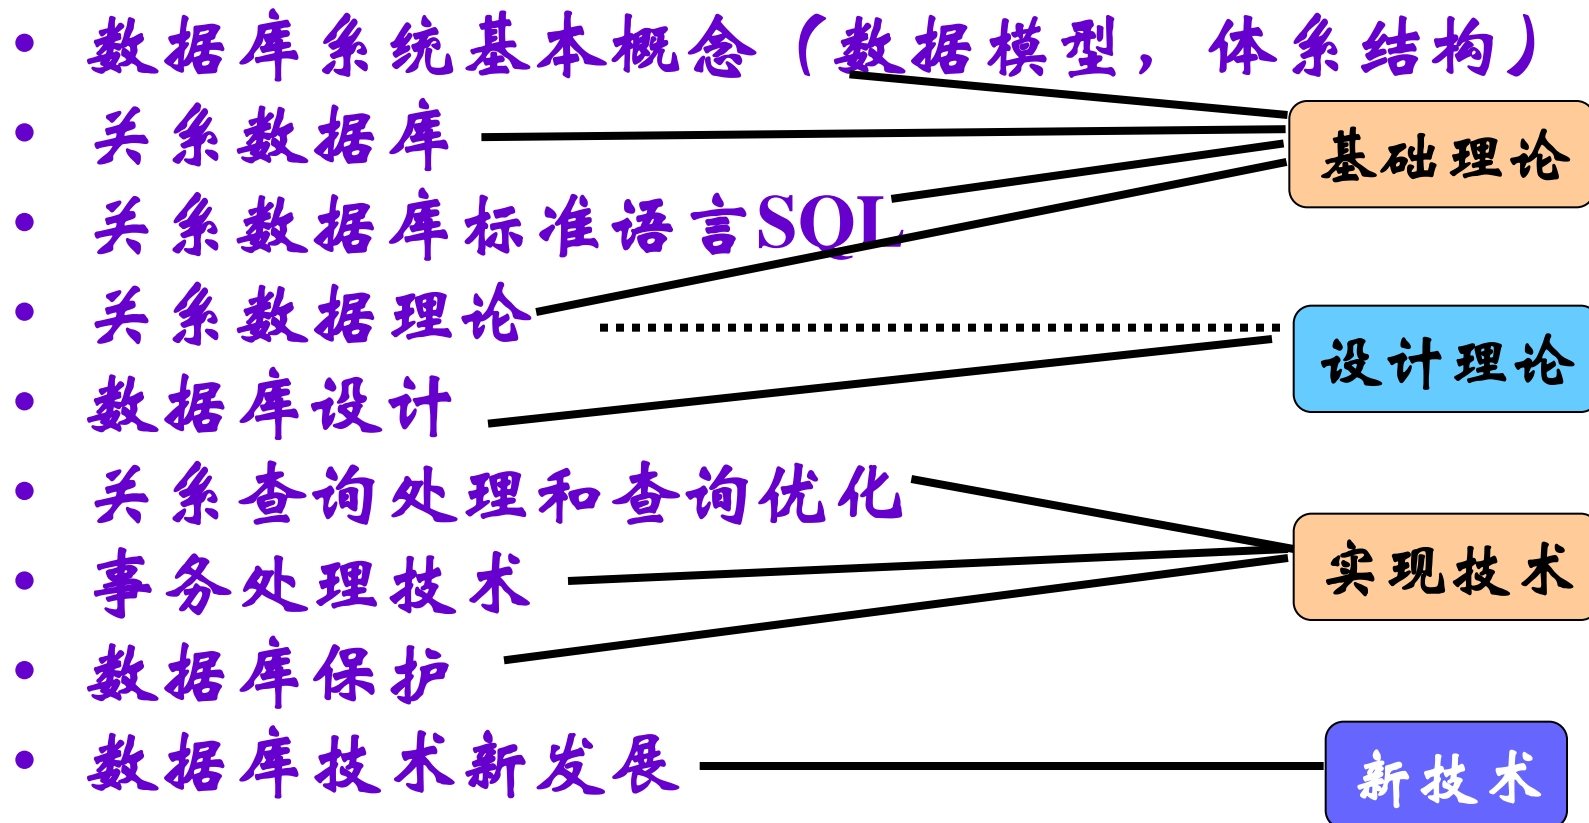 • 数据库系统基本概念（数据模型，体系结构）
• 关系数据库
基础理论
• 关系数据库标准语言SQL
• 关系数据理论
设计理论
• 数据库设计
• 关系查询处理和查询优化
实现技术
• 事务处理技术
• 数据库保护
• 数据库技术新发展
新技术